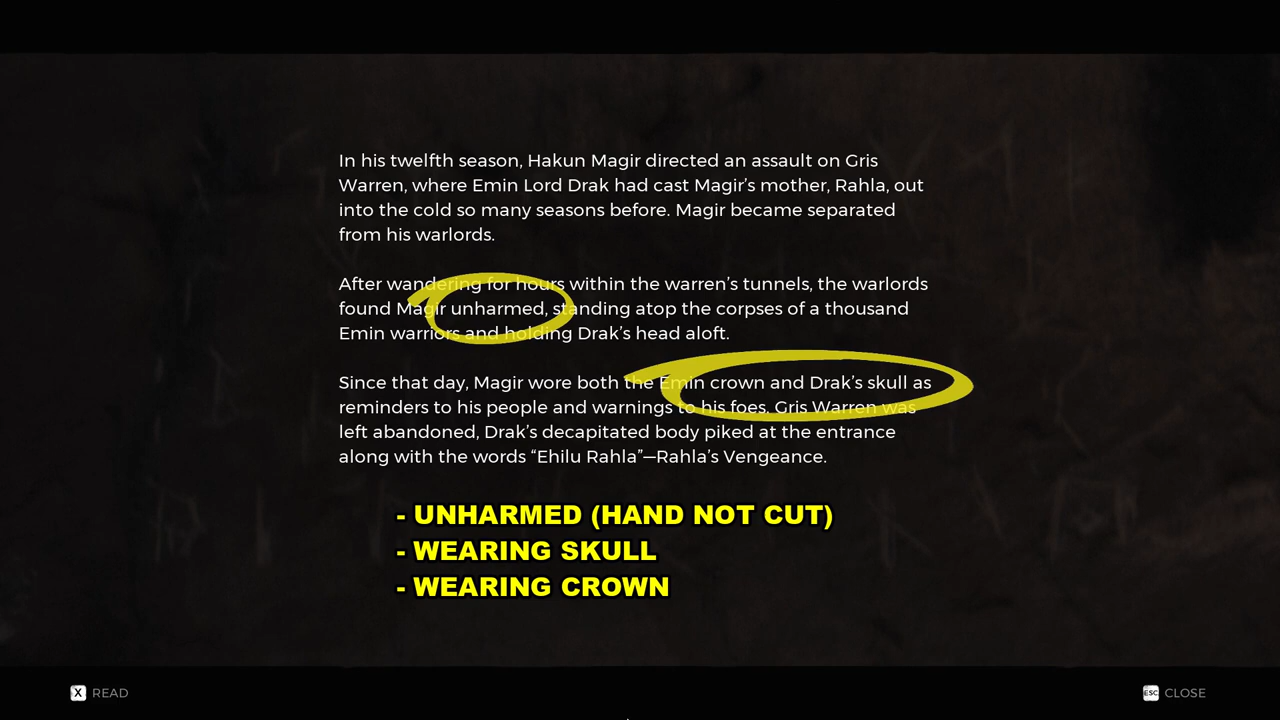 In his twelfth season, Hakun Magir directed an assault on Gris
Warren, where Emin Lord Drak had cast Magir’s mother, Rahla, out
into the cold so many seasons before. Magir became separated
from his warlords.
After wandering for hours within the warren’s tunnels, the warlords
found Magir unharmed, standing atop the corpses of a thousand
Emin warriors and holding Drak’s head aloft.
Since that day, Magir wore both the Emin crown and Drak’s skull as
reminders to his people and warnings to his foes. Gris Warren was
left abandoned, Drak’s decapitated body piked at the entrance
along with the words “Ehilu Rahla”—Rahla’s Vengeance.
- UNHARMED (HAND NOT CUT)
- WEARING SKULL
- WEARING CROWN
X READ
ESC CLOSE